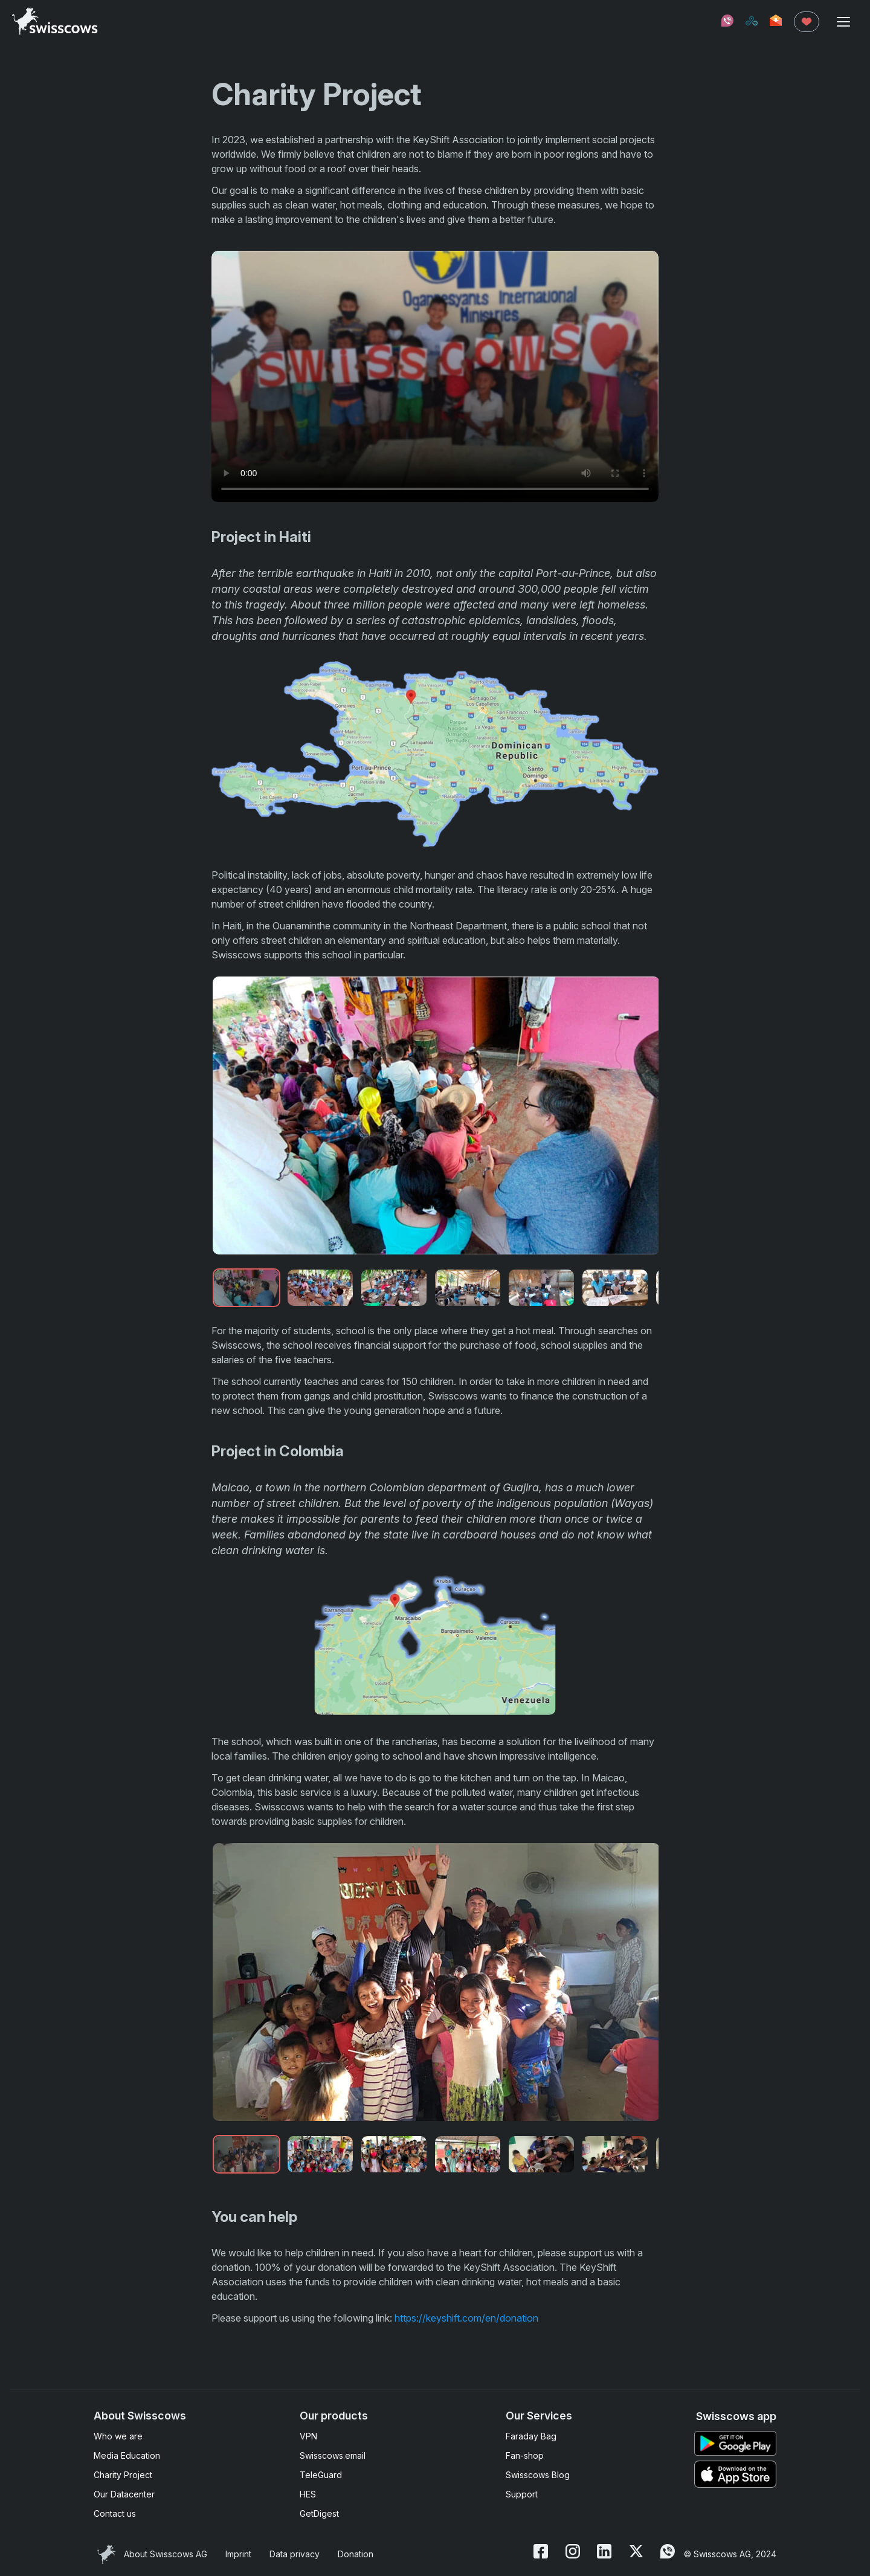 swisscows
Charity Project
In 2023, we established a partnership with the KeyShift Association to jointly implement social projects
worldwide. We firmly believe that children are not to blame if they are born in poor regions and have to
grow up without food or a roof over their heads.
Our goal is to make a significant difference in the lives of these children by providing them with basic
supplies such as clean water, hot meals, clothing and education. Through these measures, we hope to
make a lasting improvement to the children's lives and give them a better future.
Ogannesyants International
Ministries
SWISSCOWS
0:00
Project in Haiti
After the terrible earthquake in Haiti in 2010, not only the capital Port-au-Prince, but also
many coastal areas were completely destroyed and around 300,000 people fell victim
to this tragedy. About three million people were affected and many were left homeless.
This has been followed by a series of catastrophic epidemics, landslides, floods,
droughts and hurricanes that have occurred at roughly equal intervals in recent years.
Dominican
Republic
Port-au-Prince
Santo
Domingo
Political instability, lack of jobs, absolute poverty, hunger and chaos have resulted in extremely low life
expectancy (40 years) and an enormous child mortality rate. The literacy rate is only 20-25%. A huge
number of street children have flooded the country.
In Haiti, in the Ouanaminthe community in the Northeast Department, there is a public school that not
only offers street children an elementary and spiritual education, but also helps them materially.
Swisscows supports this school in particular.
For the majority of students, school is the only place where they get a hot meal. Through searches on
Swisscows, the school receives financial support for the purchase of food, school supplies and the
salaries of the five teachers.
The school currently teaches and cares for 150 children. In order to take in more children in need and
to protect them from gangs and child prostitution, Swisscows wants to finance the construction of a
new school. This can give the young generation hope and a future.
Project in Colombia
Maicao, a town in the northern Colombian department of Guajira, has a much lower
number of street children. But the level of poverty of the indigenous population (Wayas)
there makes it impossible for parents to feed their children more than once or twice a
week. Families abandoned by the state live in cardboard houses and do not know what
clean drinking water is.
Aruba
Curaçao
Barranquilla
Maracaibo
Caracas
Barquisimeto
Valencia
Cúcuta
Bucaramanga
Venezuela
The school, which was built in one of the rancherias, has become a solution for the livelihood of many
local families. The children enjoy going to school and have shown impressive intelligence.
To get clean drinking water, all we have to do is go to the kitchen and turn on the tap. In Maicao,
Colombia, this basic service is a luxury. Because of the polluted water, many children get infectious
diseases. Swisscows wants to help with the search for a water source and thus take the first step
towards providing basic supplies for children.
BIENVENID
You can help
We would like to help children in need. If you also have a heart for children, please support us with a
donation. 100% of your donation will be forwarded to the KeyShift Association. The KeyShift
Association uses the funds to provide children with clean drinking water, hot meals and a basic
education.
Please support us using the following link: https://keyshift.com/en/donation
About Swisscows
Who we are
Media Education
Charity Project
Our Datacenter
Contact us
Our products
VPN
Swisscows.email
TeleGuard
HES
GetDigest
Our Services
Faraday Bag
Fan-shop
Swisscows Blog
Support
Swisscows app
GET IT ON
Google Play
Download on the
App Store
About Swisscows AG Imprint Data privacy Donation
© Swisscows AG, 2024